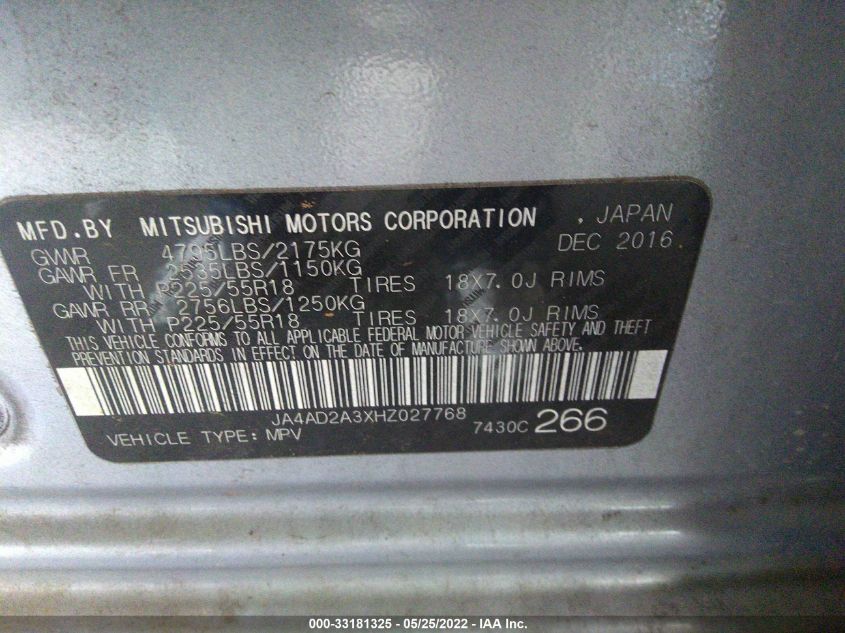 MFD.BY MITSUBISHI MOTORS CORPORATION , JAPAN
GVWR 4795LBS/2175KG DEC 2016
GAWR FR 2535LBS/1150KG
WITH P225/55R18 TIRES 18X7.0J RIMS
GAWR RR 2756LBS/1250KG
WITH P225/55R18 TIRES 18X7.0J RIMS
THIS VEHICLE CONFORMS TO ALL APPLICABLE FEDERAL MOTOR VEHICLE SAFETY AND THEFT
PREVENTION STANDARDS IN EFFECT ON THE DATE OF MANUFACTURE SHOWN ABOVE.
JA4AD2A3XHZ027768
VEHICLE TYPE: MPV 7430C 266
000-33181325 - 05/25/2022 - IAA Inc.